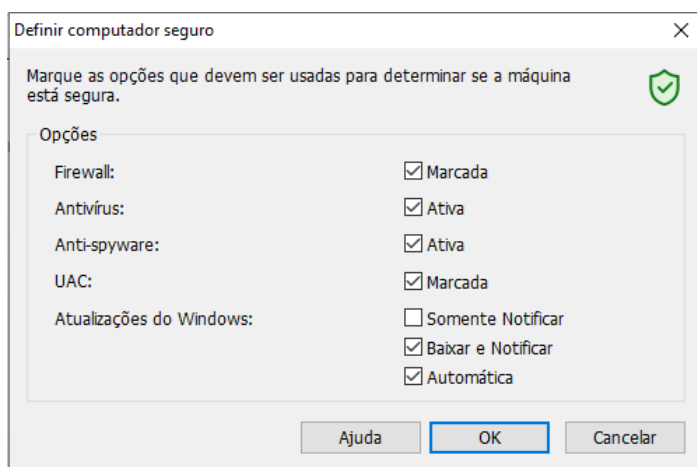 Definir computador seguro
Marque as opções que devem ser usadas para determinar se a máquina
está segura.
Opções
Firewall:
Marcada
Antivírus:
Ativa
Anti-spyware:
Ativa
UAC:
Marcada
Atualizações do Windows:
Somente Notificar
Baixar e Notificar
Automática
Ajuda
OK
Cancelar